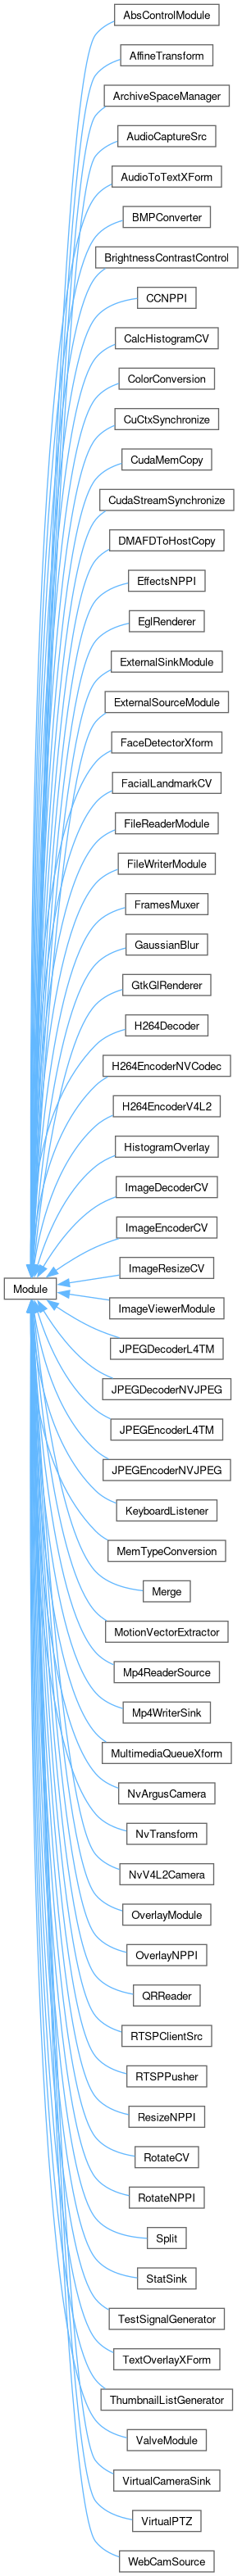 AbsControlModule
AffineTransform
ArchiveSpaceManager
AudioCaptureSrc
AudioToTextXForm
BMPConverter
BrightnessContrastControl
CCNPPI
CalcHistogramCV
ColorConversion
CuCtxSynchronize
CudaMemCopy
CudaStreamSynchronize
DMAFDToHostCopy
EffectsNPPI
EglRenderer
ExternalSinkModule
ExternalSourceModule
FaceDetectorXform
FacialLandmarkCV
FileReaderModule
FileWriterModule
FramesMuxer
GaussianBlur
GtkGlRenderer
H264Decoder
H264EncoderNVCodec
H264EncoderV4L2
HistogramOverlay
ImageDecoderCV
ImageEncoderCV
ImageResizeCV
Module
ImageViewerModule
JPEGDecoderL4TM
JPEGDecoderNVJPEG
JPEGEncoderL4TM
JPEGEncoderNVJPEG
KeyboardListener
MemTypeConversion
Merge
MotionVectorExtractor
Mp4ReaderSource
Mp4WriterSink
MultimediaQueueXform
NvArgusCamera
NvTransform
NvV4L2Camera
OverlayModule
OverlayNPPI
QRReader
RTSPClientSrc
RTSPPusher
ResizeNPPI
RotateCV
RotateNPPI
Split
StatSink
TestSignalGenerator
TextOverlayXForm
ThumbnailListGenerator
ValveModule
VirtualCameraSink
VirtualPTZ
WebCamSource